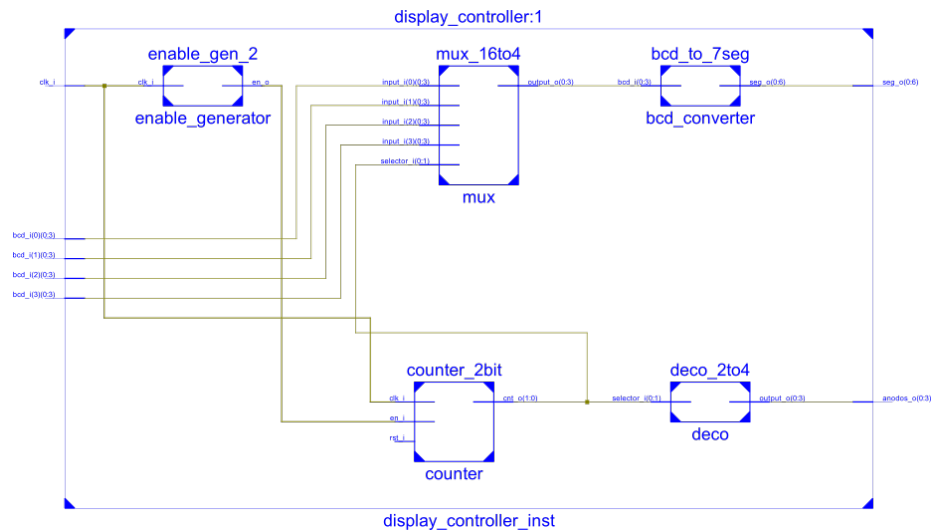 display_controller:1
enable_gen_2
mux_16to4
bcd_to_7seg
clk_i
clk_i
en_o
input_i(0)(0:3)
output_o(0:3)
bcd_i(0:3)
seg_o(0:6)
seg_o(0:6)
input_i(1)(0:3)
enable_generator
bcd_converter
input_i(2)(0:3)
input_i(3)(0:3)
selector_i(0:1)
mux
bcd_i(0)(0:3)
bcd_i(1)(0:3)
bcd_i(2)(0:3)
bcd_i(3)(0:3)
counter_2bit
deco_2to4
clk_i
cnt_o(1:0)
selector_i(0:1)
output_o(0:3)
anodos_o(0:3)
en_i
rst_i
deco
counter
display_controller_inst